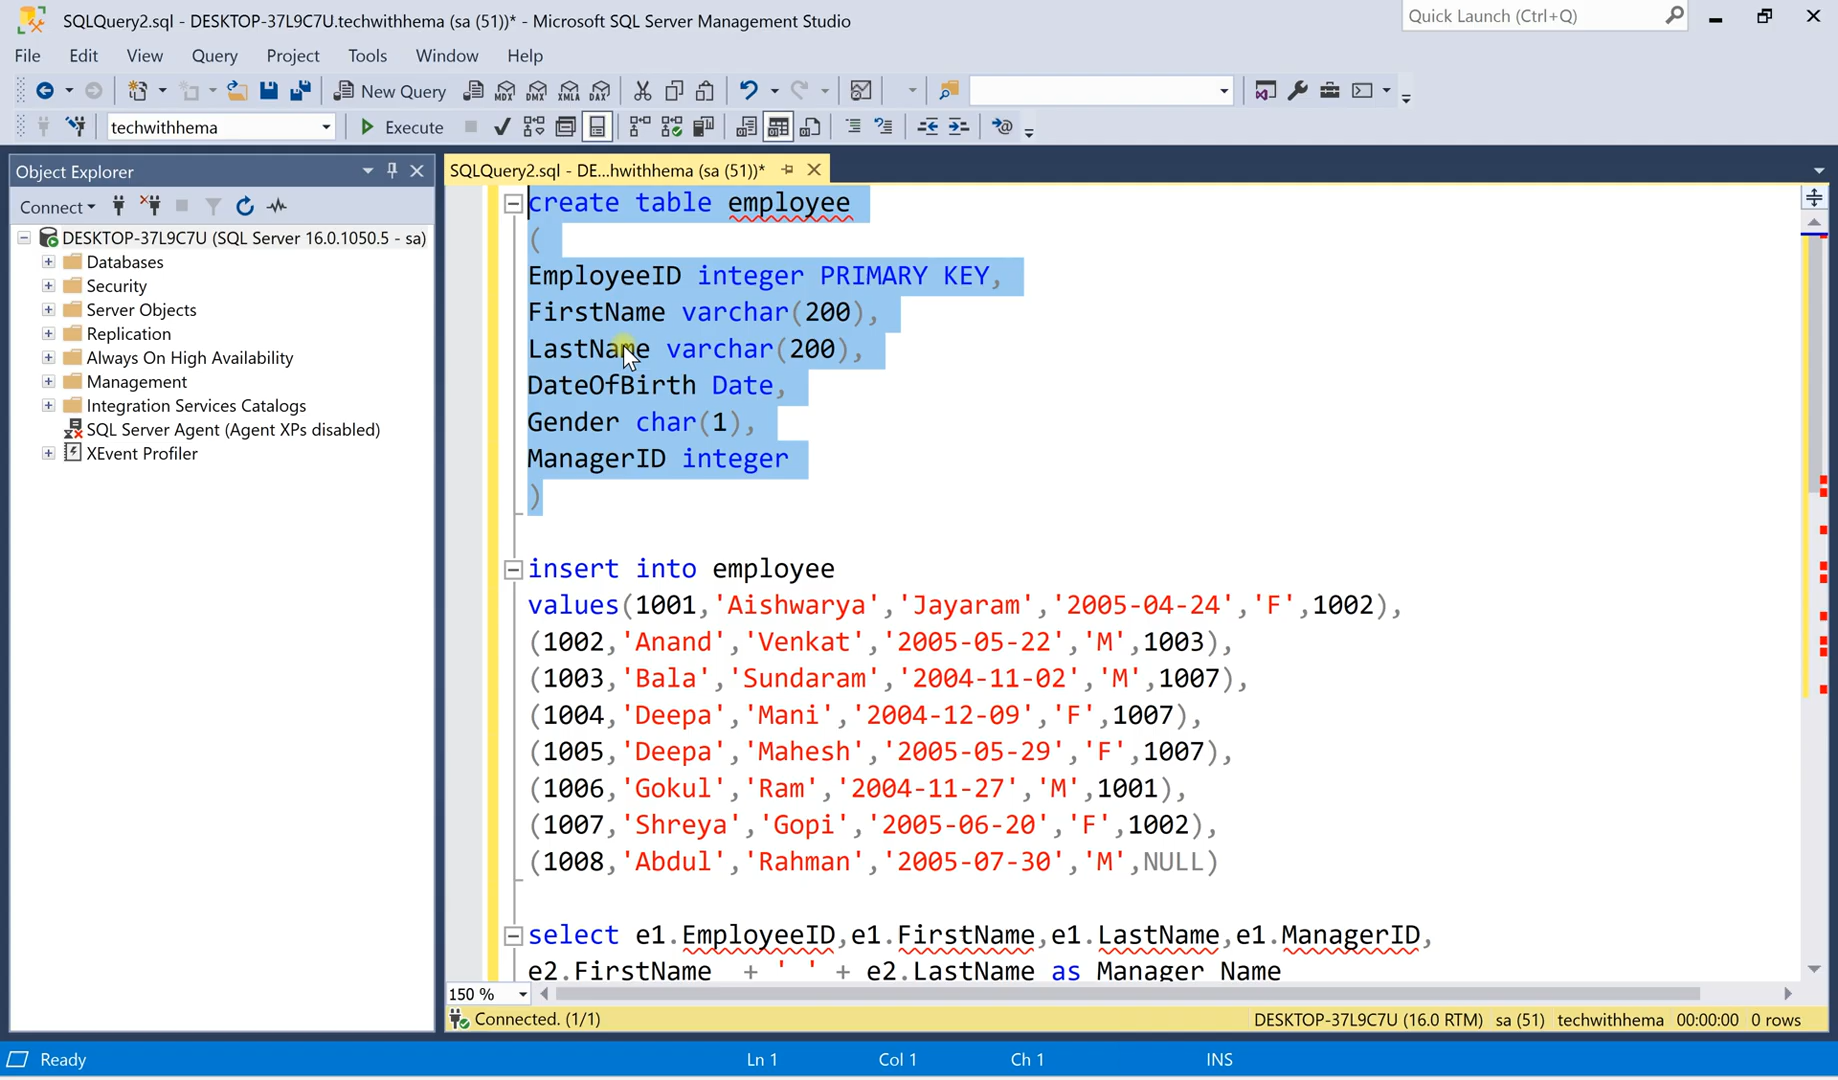 SQLQuery2.sql - DESKTOP-37L9C7U.techwithhema (sa (51))* - Microsoft SQL Server Management Studio
Quick Launch (Ctrl+Q)
File Edit View Query Project Tools Window Help
New Query MDX DMX XMLA DAX
techwithhema Execute
Object Explorer
SQLQuery2.sql - DE...hwithhema (sa (51))*
Connect
DESKTOP-37L9C7U (SQL Server 16.0.1050.5 - sa)
Databases
Security
Server Objects
Replication
Always On High Availability
Management
Integration Services Catalogs
SQL Server Agent (Agent XPs disabled)
XEvent Profiler
create table employee
(
EmployeeID integer PRIMARY KEY,
FirstName varchar(200),
LastName varchar(200),
DateOfBirth Date,
Gender char(1),
ManagerID integer
)
insert into employee
values(1001,'Aishwarya','Jayaram','2005-04-24','F',1002),
(1002,'Anand','Venkat','2005-05-22','M',1003),
(1003,'Bala','Sundaram','2004-11-02','M',1007),
(1004,'Deepa','Mani','2004-12-09','F',1007),
(1005,'Deepa','Mahesh','2005-05-29','F',1007),
(1006,'Gokul','Ram','2004-11-27','M',1001),
(1007,'Shreya','Gopi','2005-06-20','F',1002),
(1008,'Abdul','Rahman','2005-07-30','M',NULL)
select e1.EmployeeID,e1.FirstName,e1.LastName,e1.ManagerID,
e2.FirstName + ' ' + e2.LastName as Manager_Name
150 %
Connected. (1/1)
DESKTOP-37L9C7U (16.0 RTM) sa (51) techwithhema 00:00:00 0 rows
Ready Ln 1 Col 1 Ch 1 INS